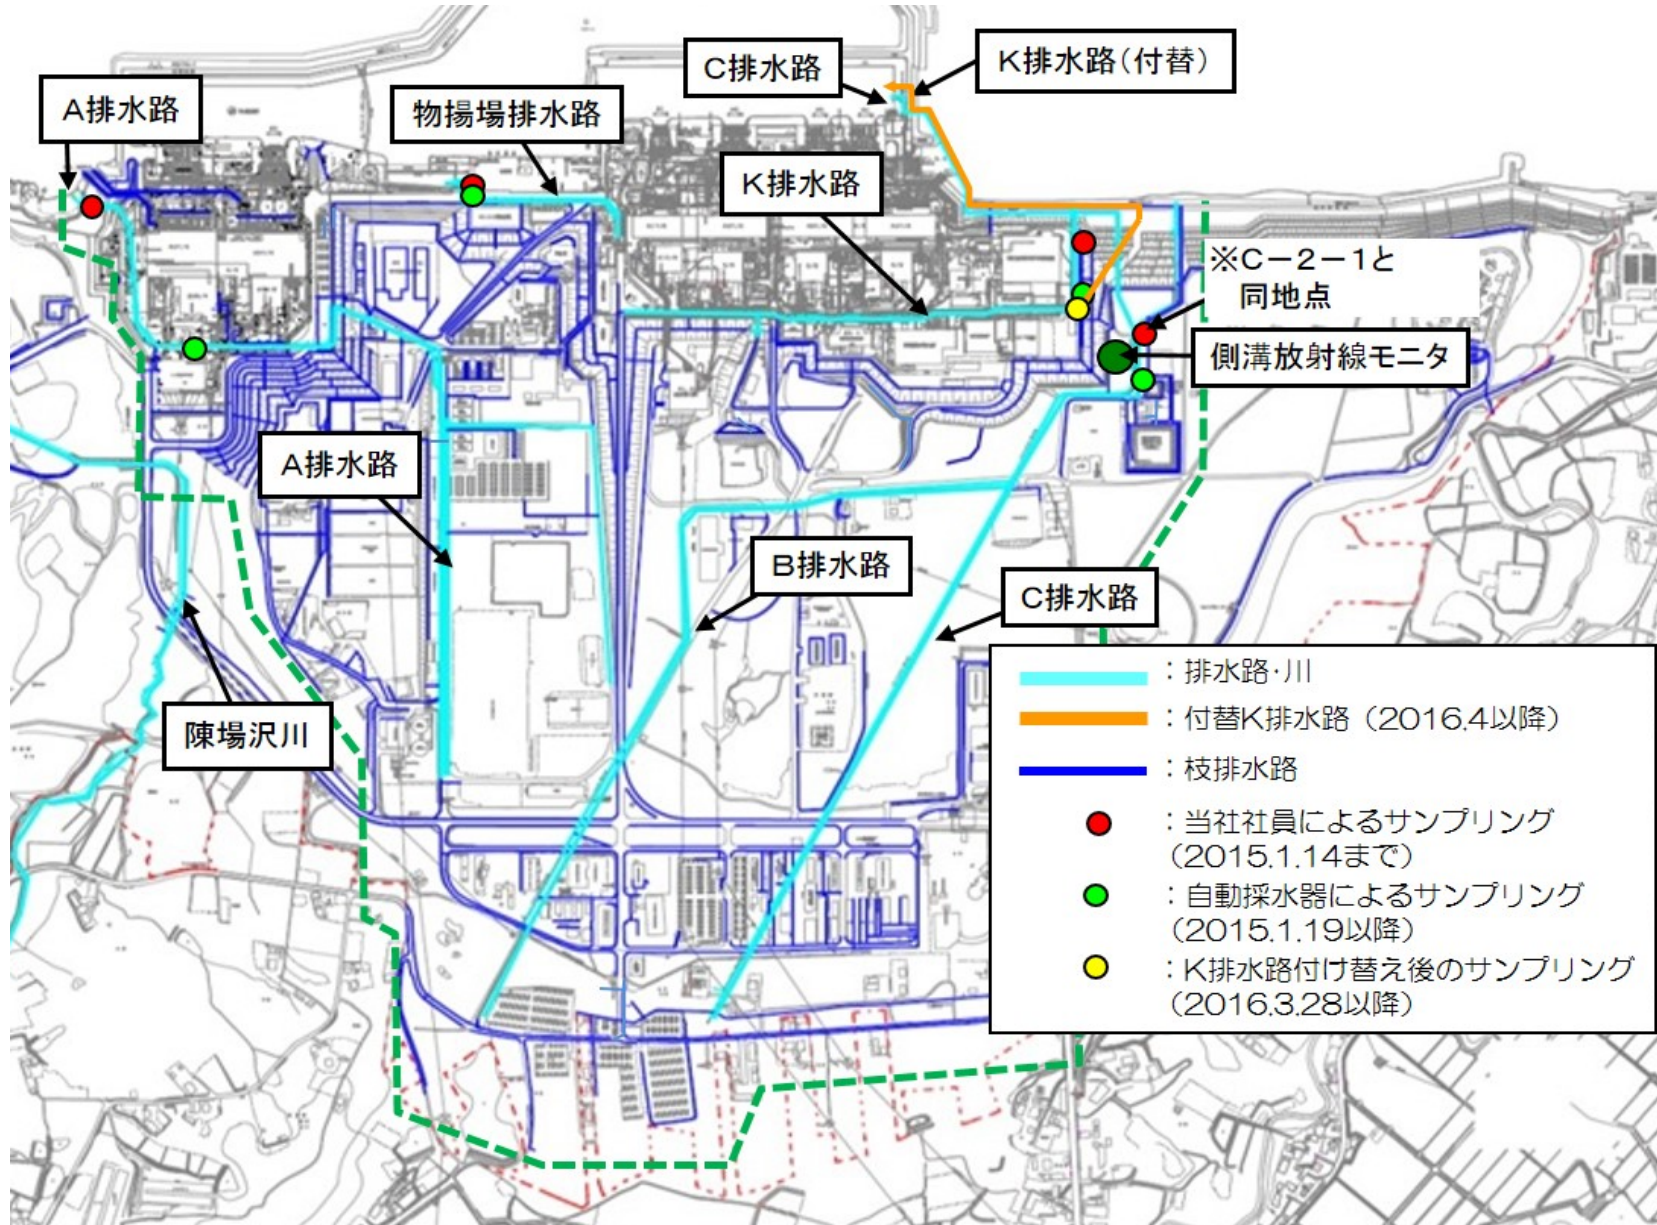 C排水路
K排水路(付替)
A排水路
物揚場排水路
K排水路
※C-2-1と
同地点
側溝放射線モニタ
A排水路
B排水路
C排水路
陳場沢川
:排水路・川
:付替K排水路(2016.4以降)
:枝排水路
:当社社員によるサンプリング
(2015.1.14まで)
:自動採水器によるサンプリング
(2015.1.19以降)
:K排水路付け替え後のサンプリング
(2016.3.28以降)